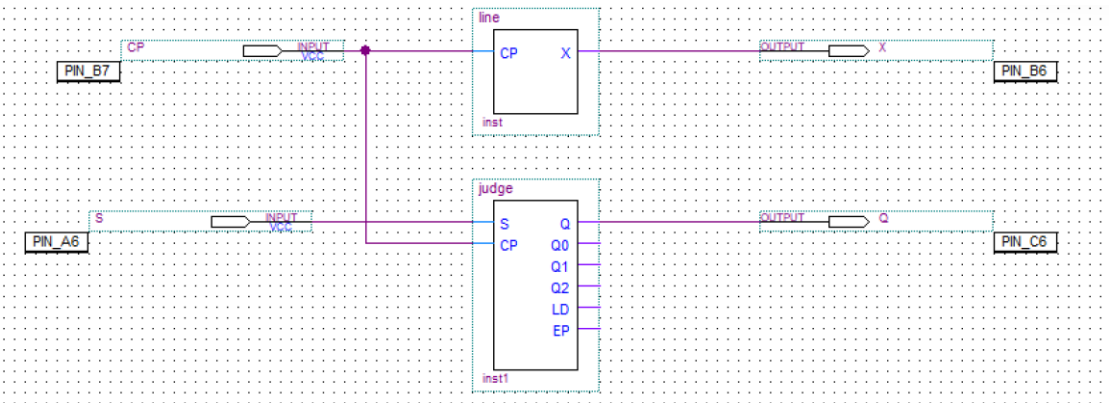 line
CP INPUT VCC CP X OUTPUT X
PIN_B7 PIN_B6
inst
judge
S INPUT VCC S Q OUTPUT Q
PIN_A6 CP Q0 PIN_C6
Q1
Q2
LD
EP
inst1